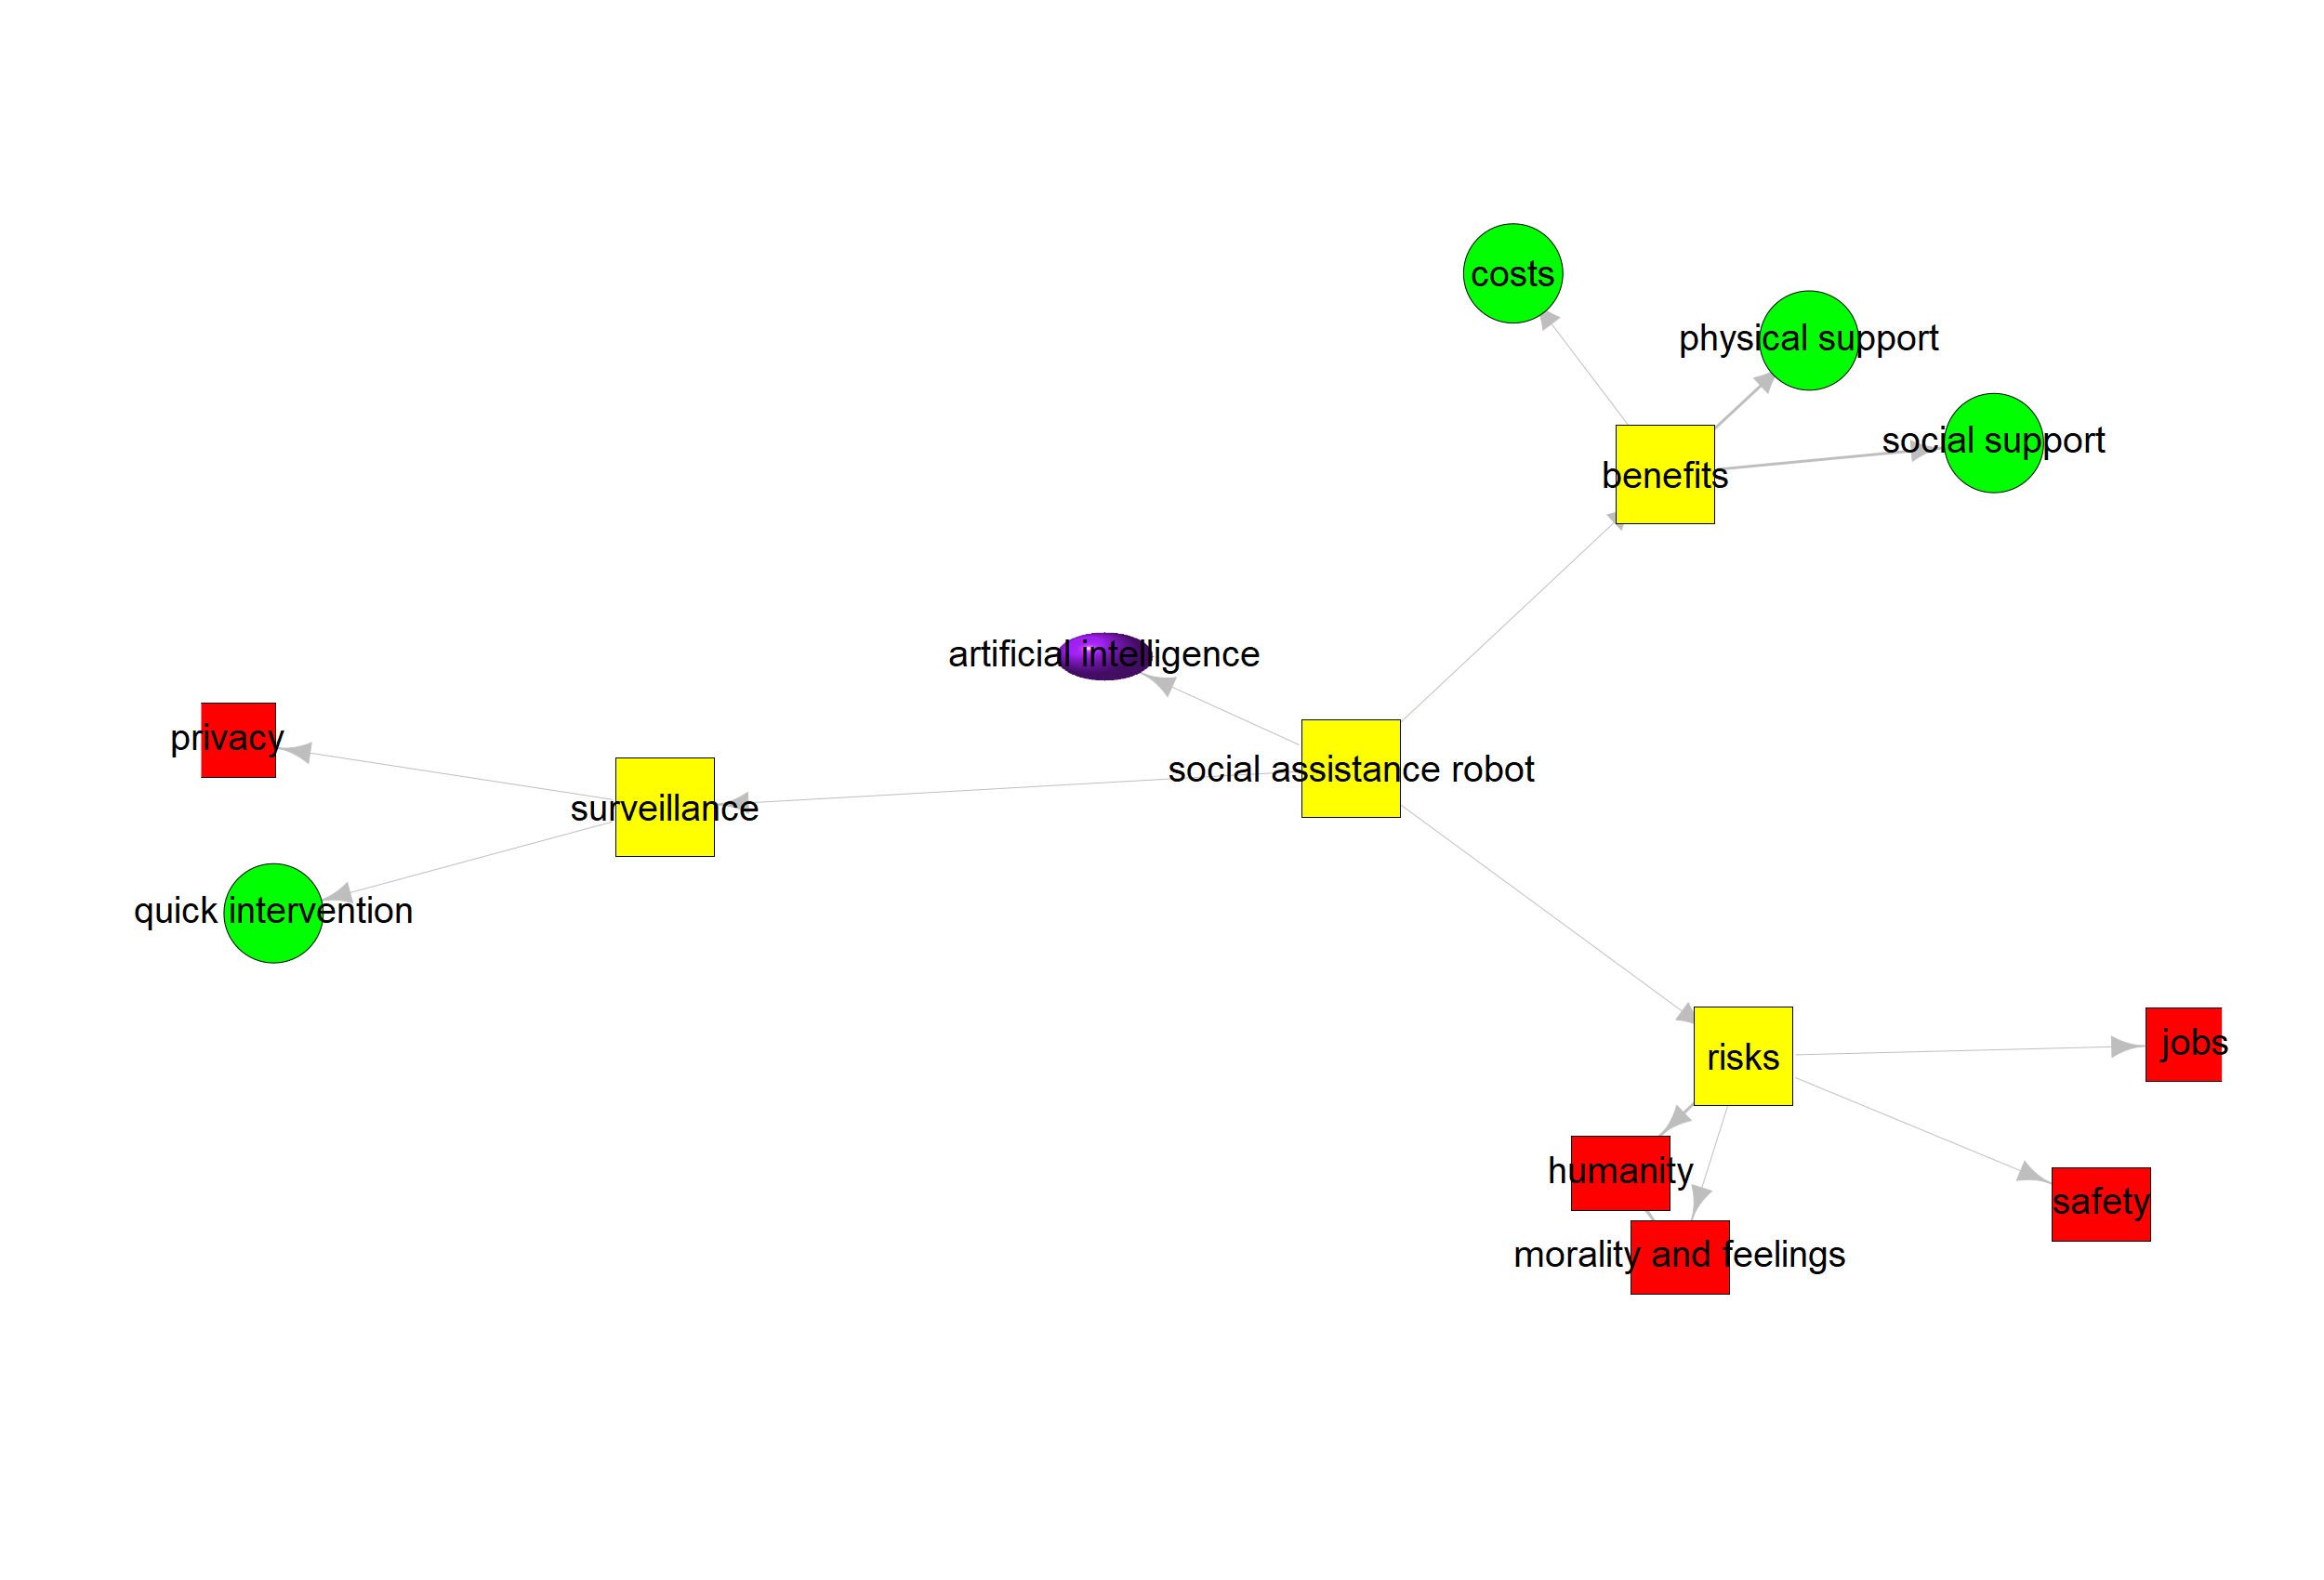 costs
physical support
social support
benefits
artificial intelligence
privacy
social assistance robot
surveillance
quick intervention
jobs
risks
humanity
safety
morality and feelings